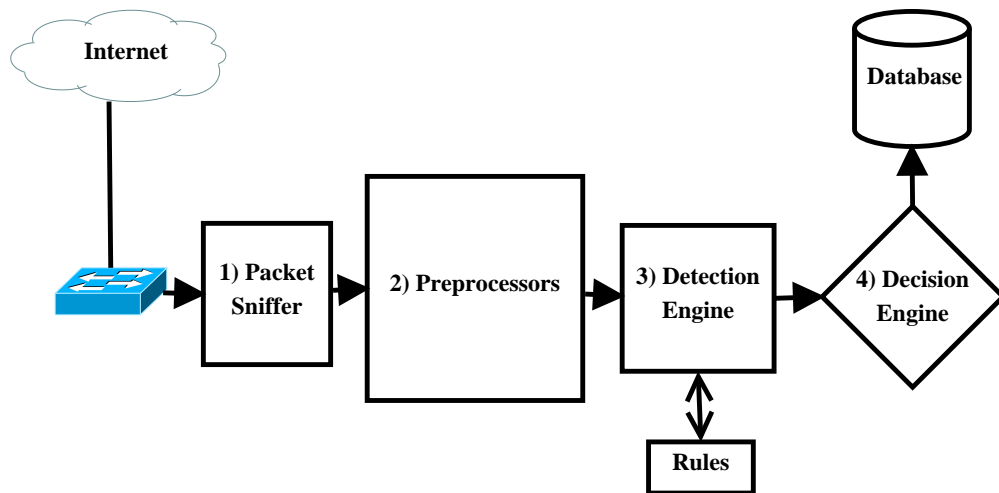 Internet
Database
1) Packet
Sniffer
2) Preprocessors
3) Detection
Engine
4) Decision
Engine
Rules